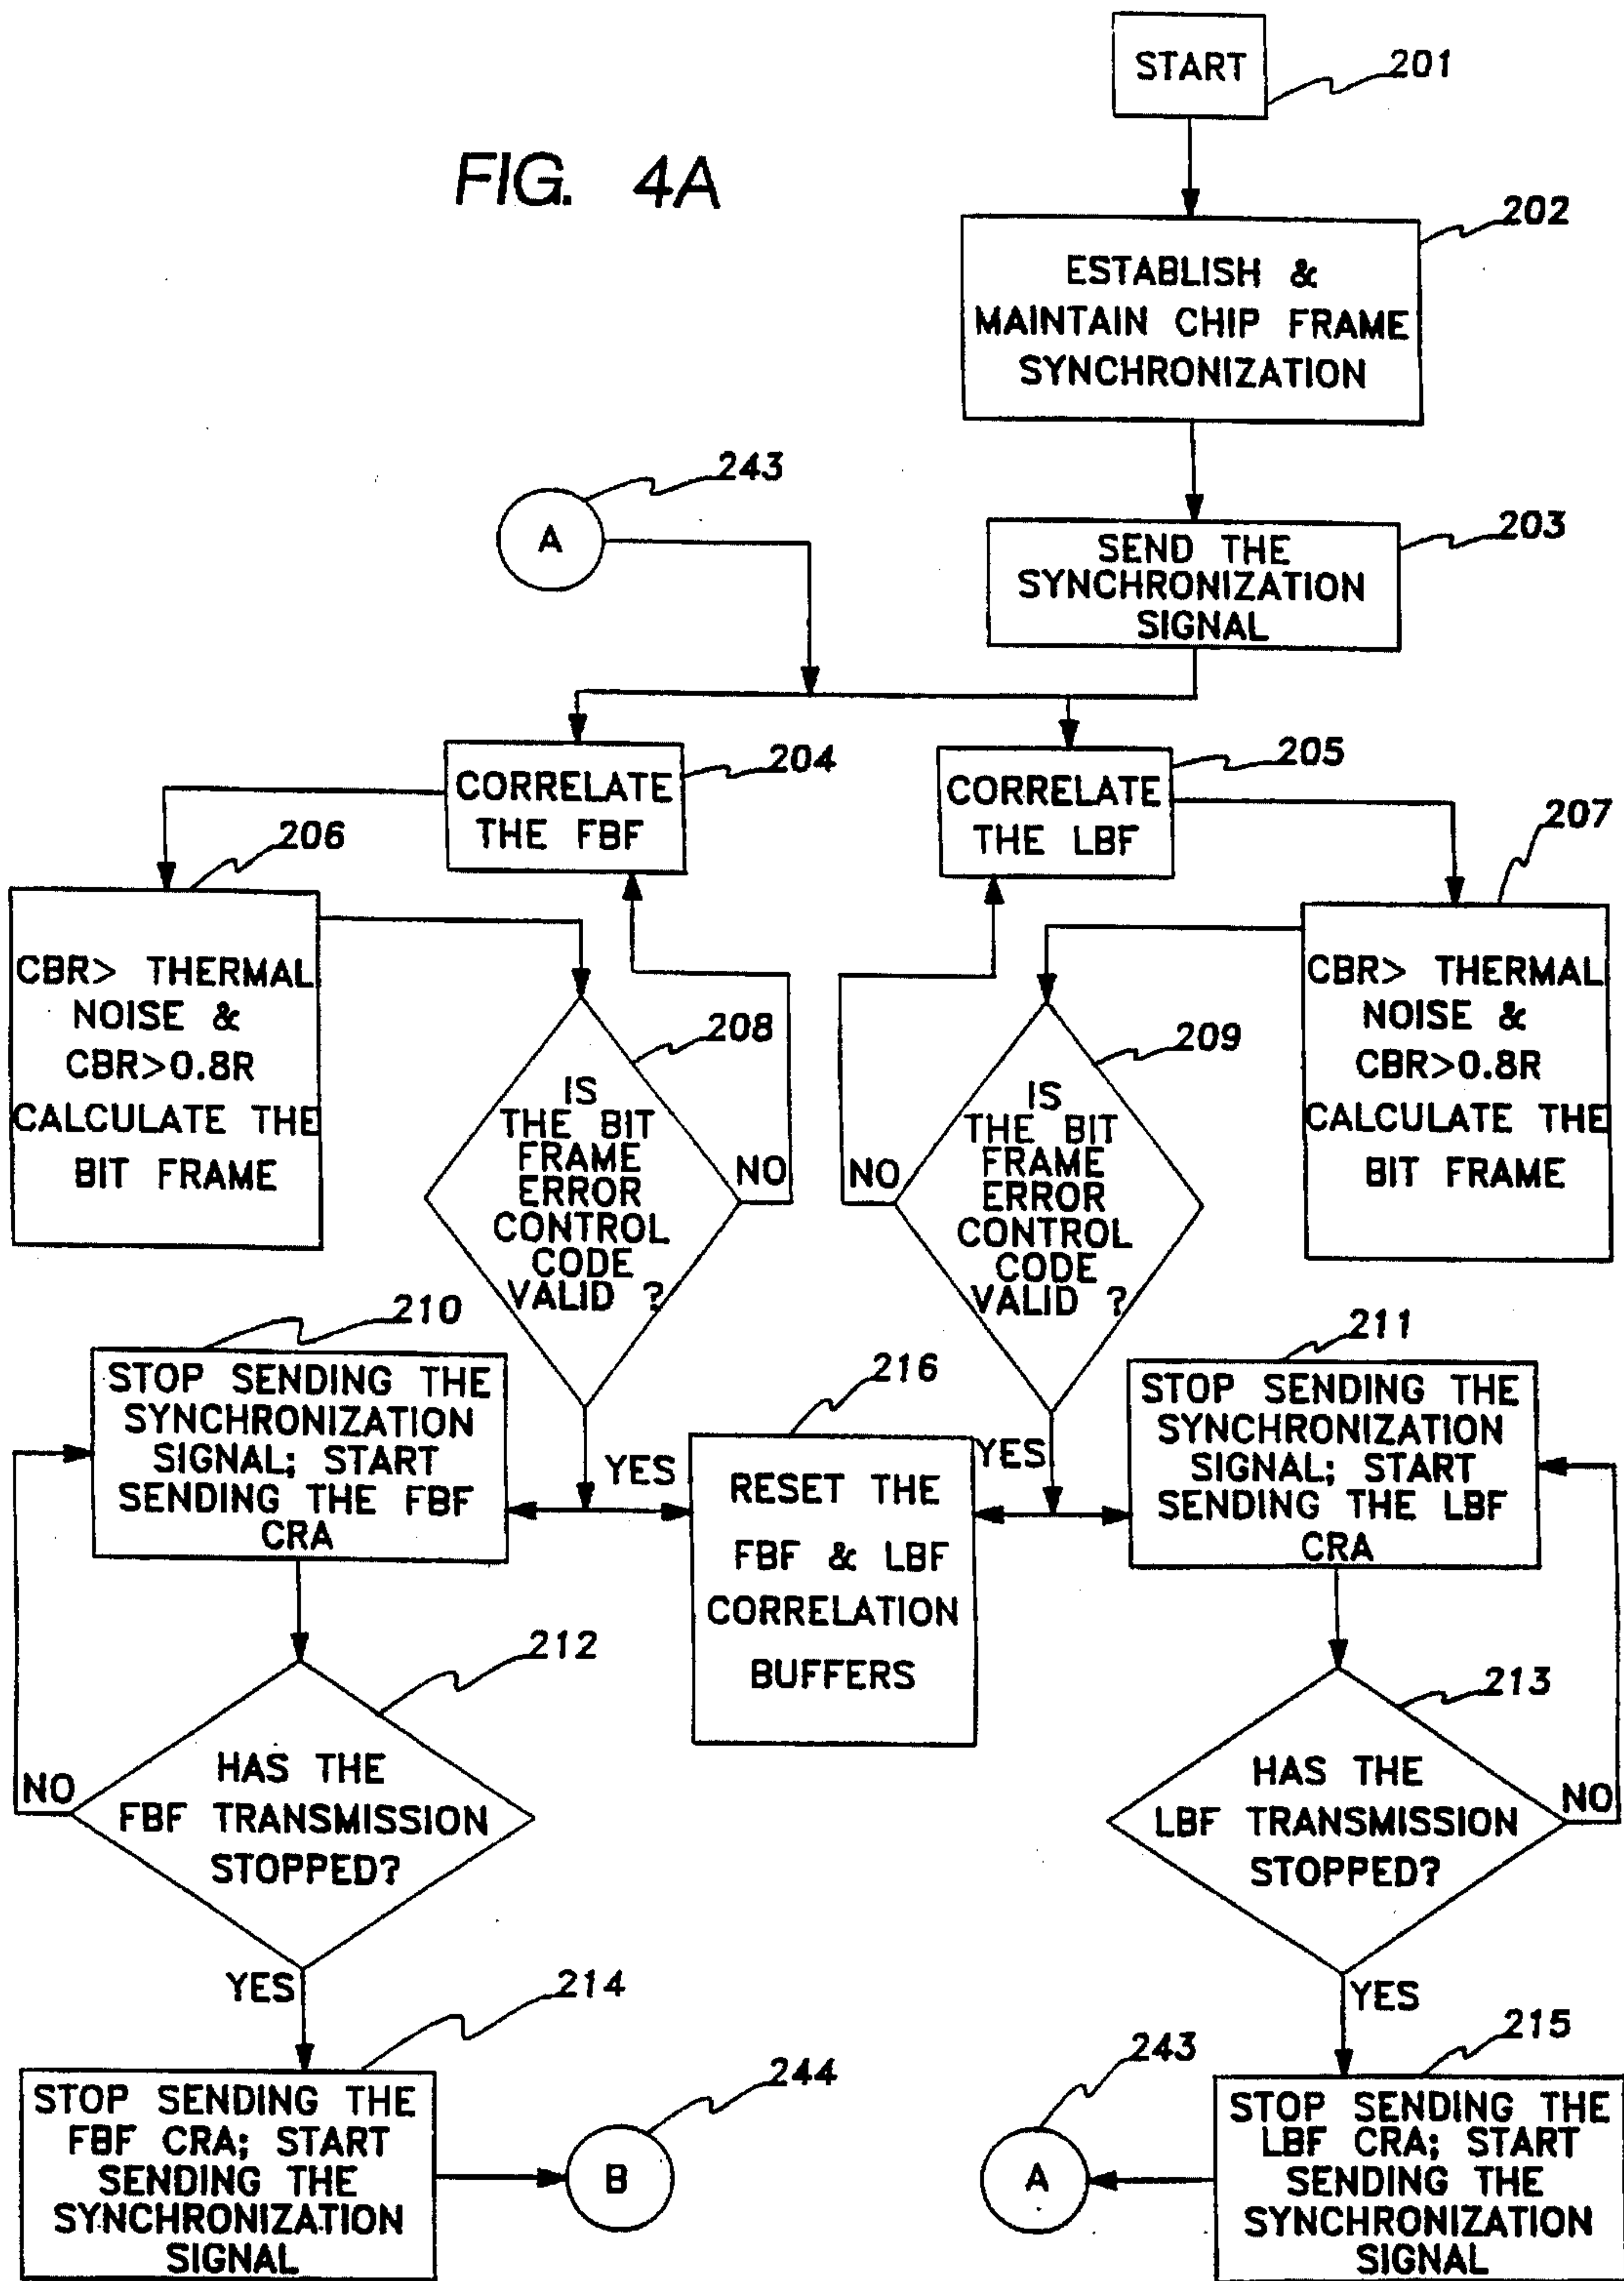 FIG. 4A
START
201
202
ESTABLISH &
MAINTAIN CHIP FRAME
SYNCHRONIZATION
243
A
203
SEND THE
SYNCHRONIZATION
SIGNAL
204
CORRELATE
THE FBF
205
CORRELATE
THE LBF
206
CBR> THERMAL
NOISE &
CBR>0.8R
CALCULATE THE
BIT FRAME
207
CBR> THERMAL
NOISE &
CBR>0.8R
CALCULATE THE
BIT FRAME
208
IS
THE BIT
FRAME
ERROR
CONTROL
CODE
VALID ?
NO
209
IS
THE BIT
FRAME
ERROR
CONTROL
CODE
VALID ?
NO
210
STOP SENDING THE
SYNCHRONIZATION
SIGNAL; START
SENDING THE FBF
CRA
YES
216
RESET THE
FBF & LBF
CORRELATION
BUFFERS
YES
211
STOP SENDING THE
SYNCHRONIZATION
SIGNAL; START
SENDING THE LBF
CRA
212
HAS THE
FBF TRANSMISSION
STOPPED?
NO
213
HAS THE
LBF TRANSMISSION
STOPPED?
NO
YES
214
STOP SENDING THE
FBF CRA; START
SENDING THE
SYNCHRONIZATION
SIGNAL
244
B
YES
243
A
215
STOP SENDING THE
LBF CRA; START
SENDING THE
SYNCHRONIZATION
SIGNAL